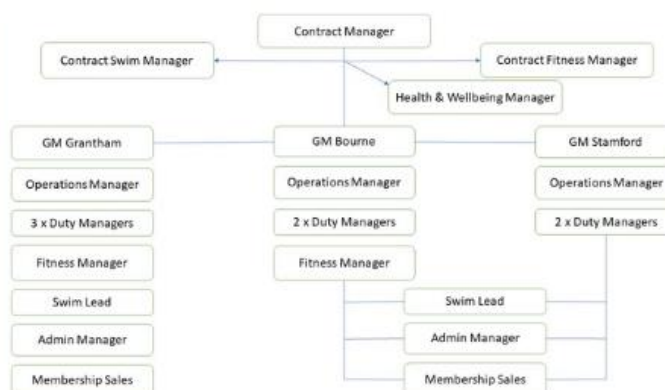 Contract Manager
Contract Swim Manager
Contract Fitness Manager
Health & Wellbeing Manager
GM Grantham
GM Bourne
GM Stamford
Operations Manager
Operations Manager
Operations Manager
3 x Duty Managers
2 x Duty Managers
2 x Duty Managers
Fitness Manager
Fitness Manager
Swim Lead
Swim Lead
Admin Manager
Admin Manager
Membership Sales
Membership Sales